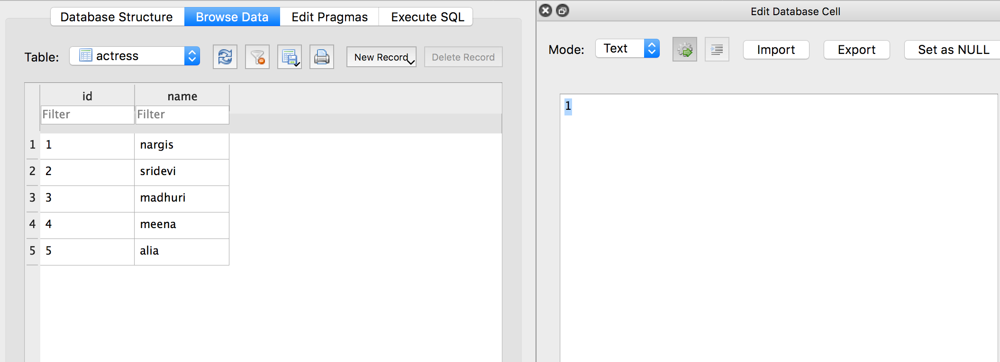 Database Structure Browse Data Edit Pragmas Execute SQL
Table: actress New Record Delete Record
id name
Filter Filter
1 1 nargis
2 2 sridevi
3 3 madhuri
4 4 meena
5 5 alia
Edit Database Cell
Mode: Text Import Export Set as NULL
1